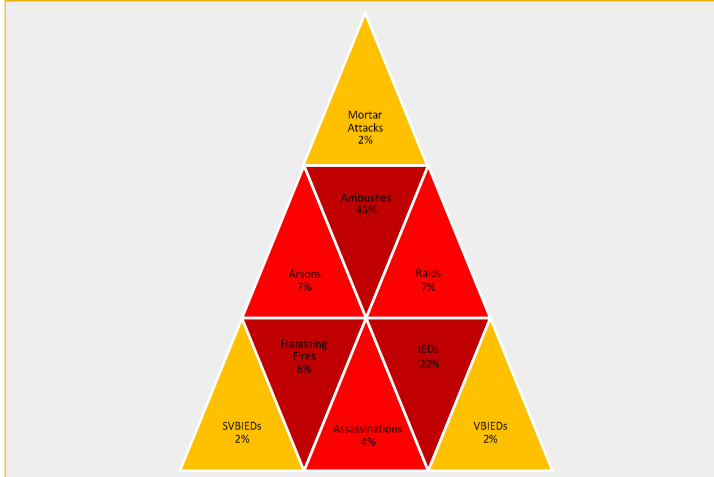 Mortar
Attacks
2%
Ambushes
45%
Arsons
7%
Raids
7%
Harassing
Fires
8%
IEDs
22%
SVBIEDs
2%
Assassinations
4%
VBIEDs
2%